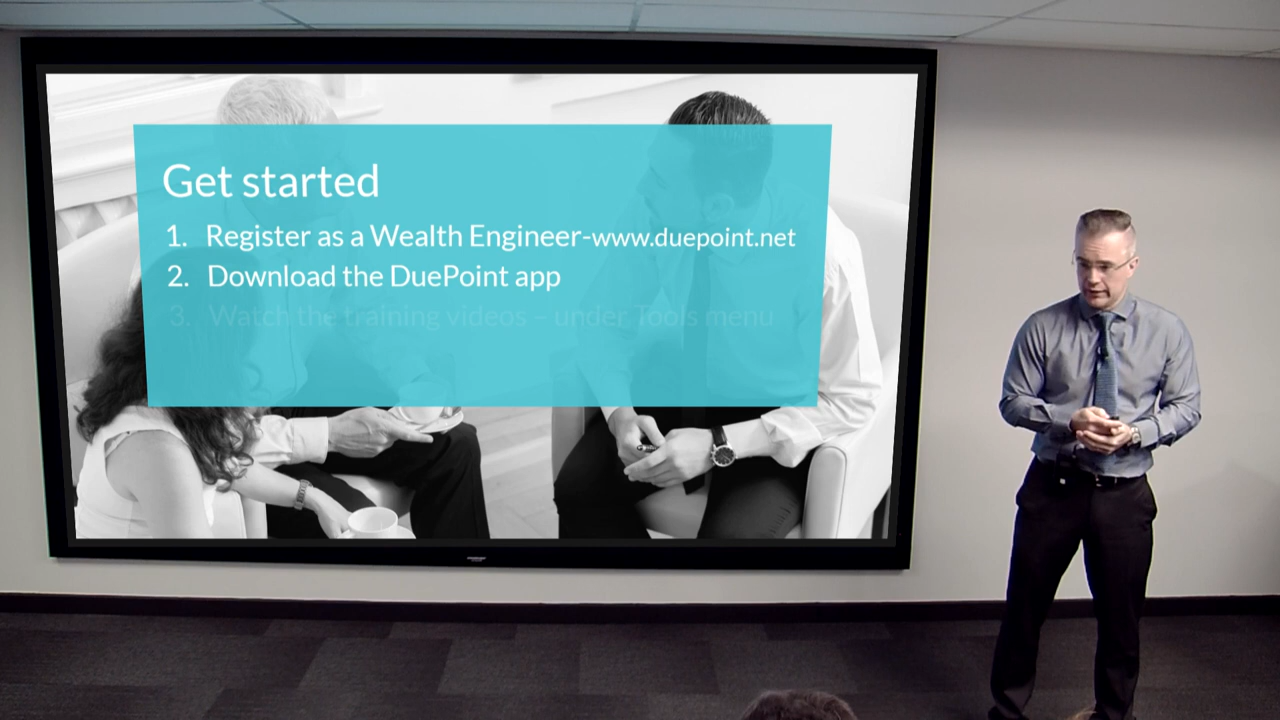 Get started
1. Register as a Wealth Engineer-www.duepoint.net
2. Download the DuePoint app
3. Watch the training videos – under Tools menu